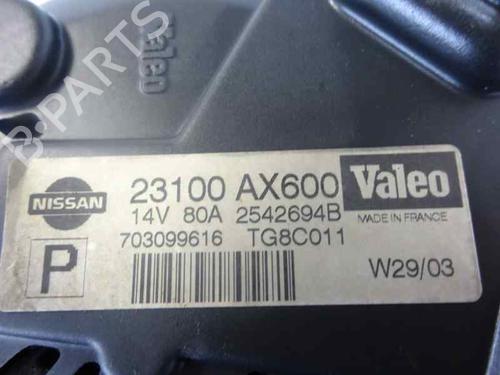 Valeo
B-PARTS
NISSAN
23100 AX600
Valeo
14V 80A 2542694B
MADE IN FRANCE
703099616 TG8C011
P
W29/03